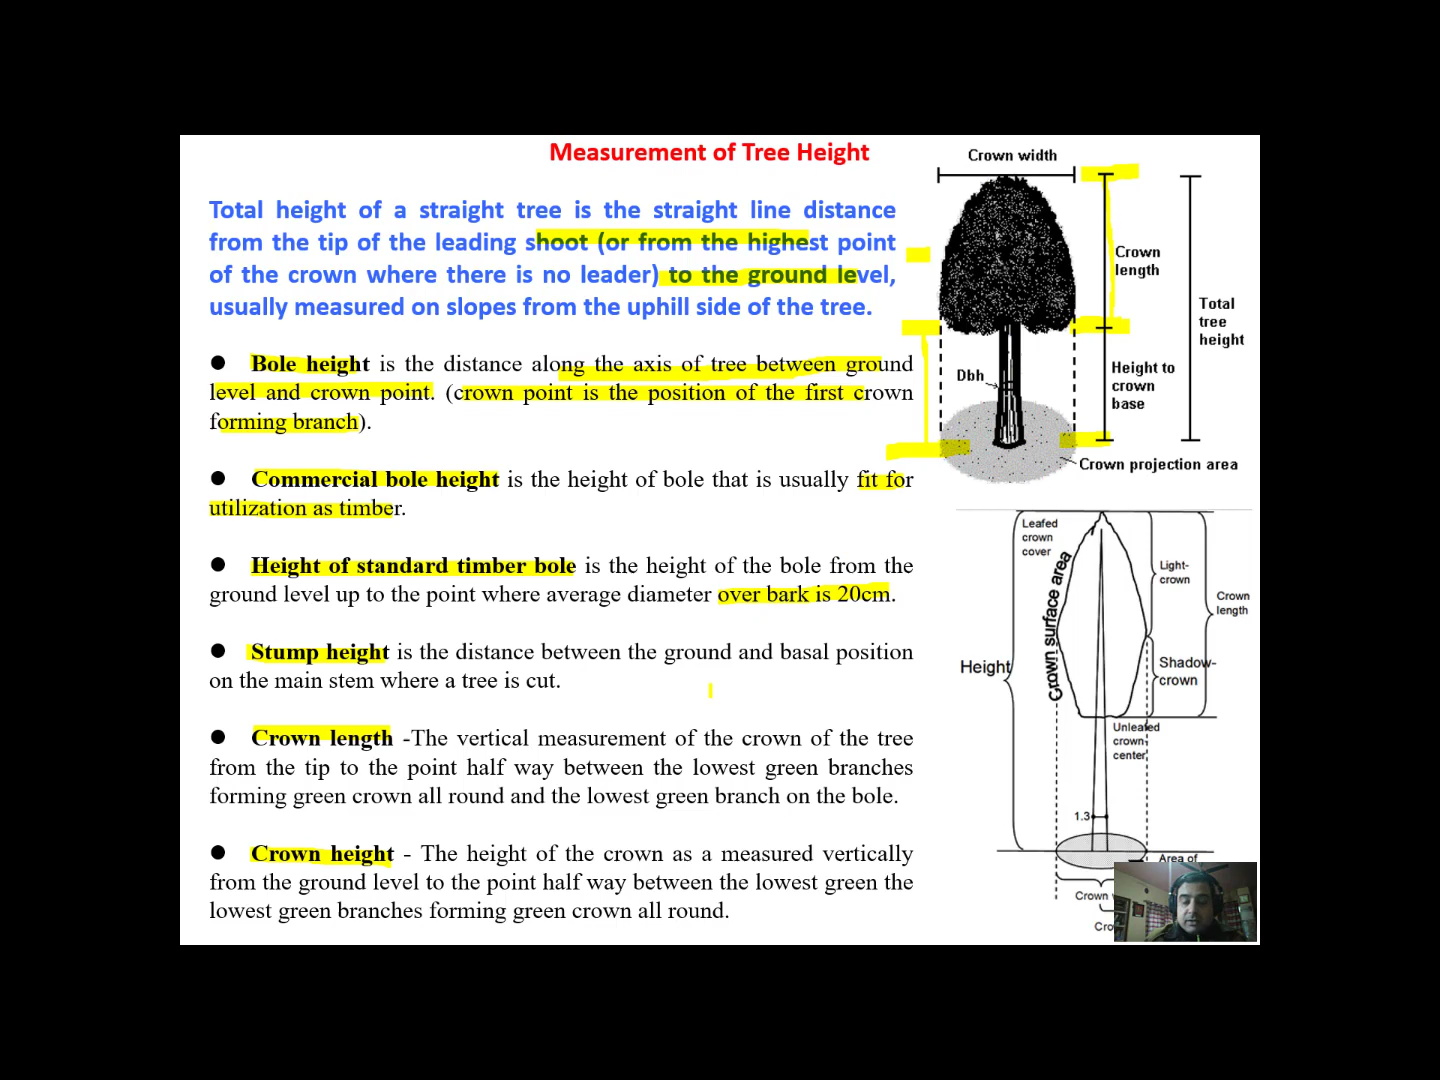 Measurement of Tree Height
Total height of a straight tree is the straight line distance
from the tip of the leading shoot (or from the highest point
of the crown where there is no leader) to the ground level,
usually measured on slopes from the uphill side of the tree.
● Bole height is the distance along the axis of tree between ground
level and crown point. (crown point is the position of the first crown
forming branch).
● Commercial bole height is the height of bole that is usually fit for
utilization as timber.
● Height of standard timber bole is the height of the bole from the
ground level up to the point where average diameter over bark is 20cm.
● Stump height is the distance between the ground and basal position
on the main stem where a tree is cut.
● Crown length -The vertical measurement of the crown of the tree
from the tip to the point half way between the lowest green branches
forming green crown all round and the lowest green branch on the bole.
● Crown height - The height of the crown as a measured vertically
from the ground level to the point half way between the lowest green the
lowest green branches forming green crown all round.
Crown width
Crown
length
Total
tree
height
Height to
crown
base
Dbh
Crown projection area
Leafed
crown
cover
Crown surface area
Light-
crown
Crown
length
Height
Shadow-
crown
Unleafed
crown-
center
1.3
Area of
Crown